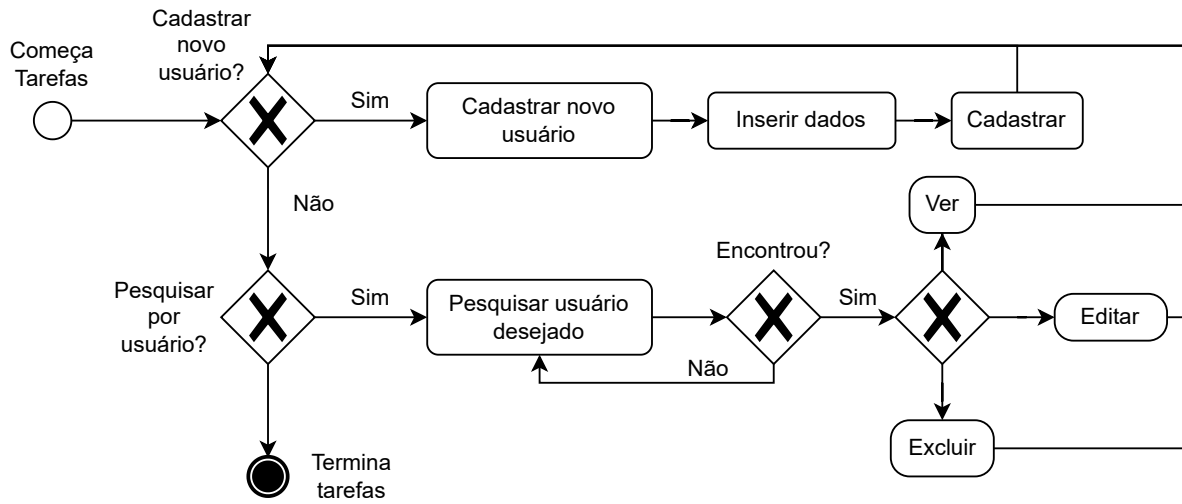 Começa
Tarefas
Cadastrar
novo
usuário?
Sim
Cadastrar novo
usuário
Inserir dados
Cadastrar
Não
Ver
Encontrou?
Pesquisar
por
usuário?
Sim
Pesquisar usuário
desejado
Sim
Editar
Não
Excluir
Termina
tarefas